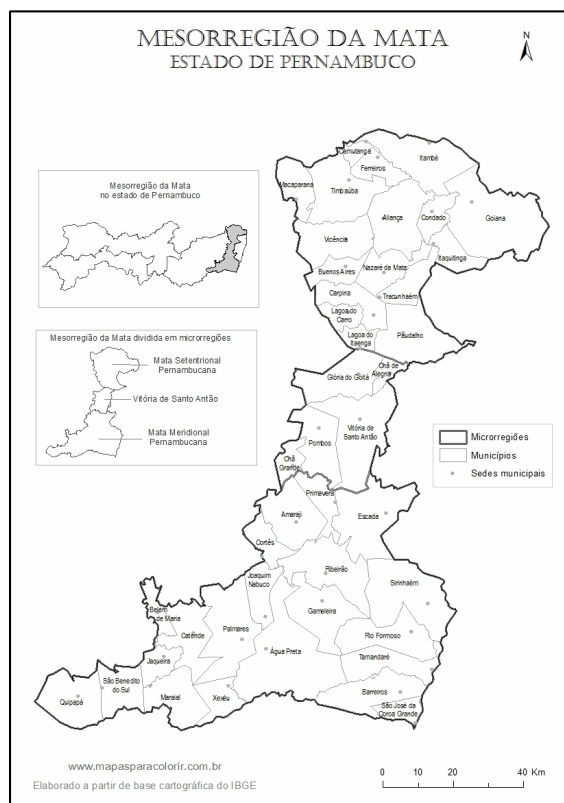 MESORREGIÃO DA MATA
ESTADO DE PERNAMBUCO
N
Mesorregião da Mata
no estado de Pernambuco
Mesorregião da Mata dividida em microrregiões
Mata Setentrional
Pernambucana
Vitória de Santo Antão
Mata Meridional
Pernambucana
Camutanga
Itambé
Ferreiros
Macaparana
Timbaúba
Aliança
Condado
Goiana
Vicência
Itaquitinga
Buenos Aires
Nazaré da Mata
Carpina
Tracunhaém
Lagoa do
Carro
Lagoa do
Itaenga
Paudalho
Chã de
Alegria
Glória do Goitá
Vitória de
Santo Antão
Pombos
Chã
Grande
Primavera
Amaraji
Escada
Cortês
Ribeirão
Joaquim
Nabuco
Sirinhaém
Gameleira
Belém
de Maria
Catende
Palmares
Rio Formoso
Água Preta
Tamandaré
Jaqueira
São Benedito
do Sul
Quipapá
Maraial
Xexéu
Barreiros
São José da
Coroa Grande
Microrregiões
Municípios
Sedes municipais
www.mapasparacolorir.com.br
Elaborado a partir de base cartográfica do IBGE
0 10 20 40 Km